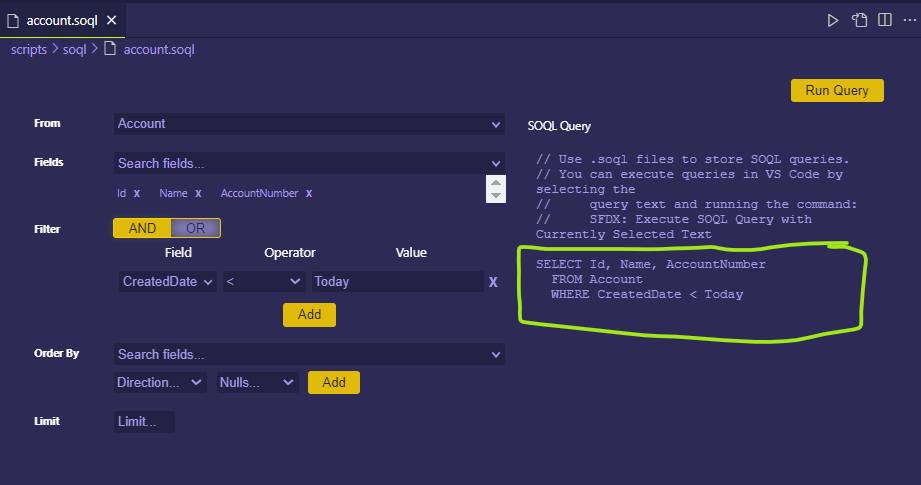 account.soql ×
scripts > soql > account.soql
Run Query
From Account
SOQL Query
Fields Search fields...
Id x Name x AccountNumber x
Filter AND OR
Field Operator Value
CreatedDate < Today X
Add
Order By Search fields...
Direction... Nulls... Add
Limit Limit...
// Use .soql files to store SOQL queries.
// You can execute queries in VS Code by
selecting the
//     query text and running the command:
//     SFDX: Execute SOQL Query with
Currently Selected Text
SELECT Id, Name, AccountNumber
  FROM Account
  WHERE CreatedDate < Today